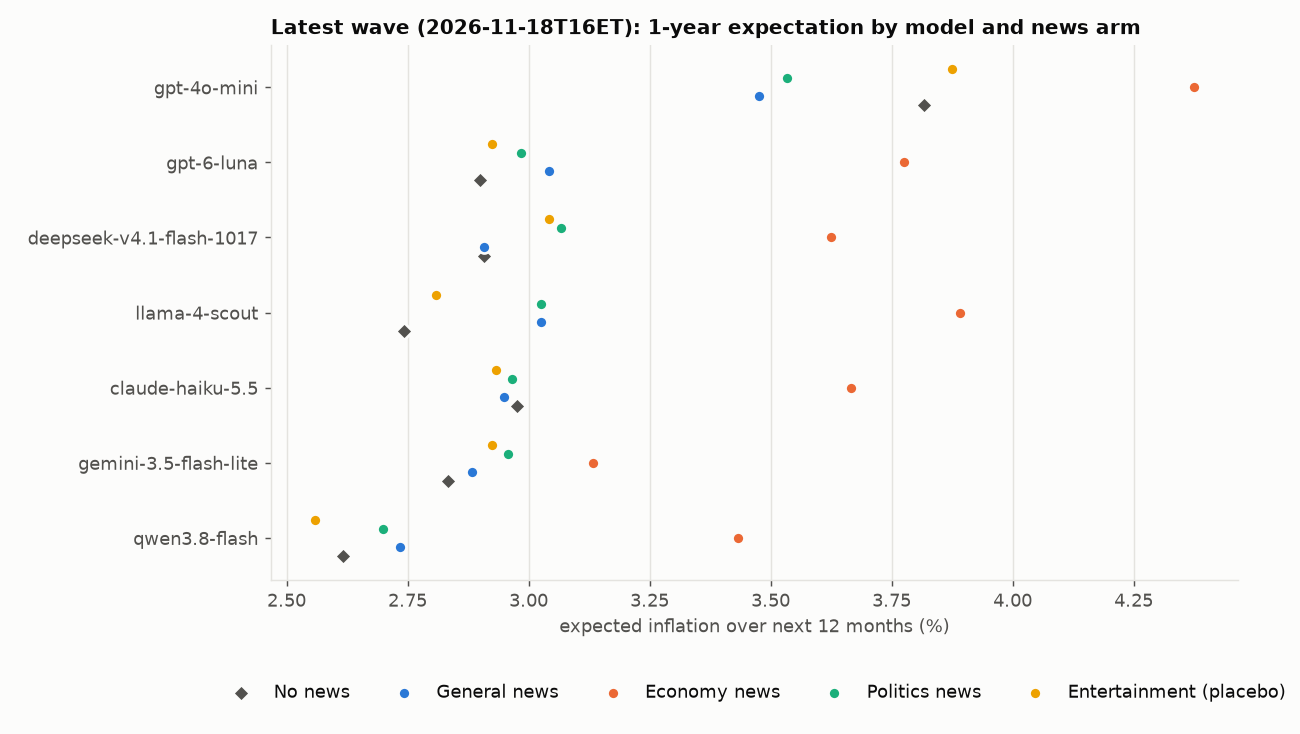 Latest wave (2026-11-18T16ET): 1-year expectation by model and news arm
gpt-4o-mini
gpt-6-luna
deepseek-v4.1-flash-1017
llama-4-scout
claude-haiku-5.5
gemini-3.5-flash-lite
qwen3.8-flash
2.50 2.75 3.00 3.25 3.50 3.75 4.00 4.25
expected inflation over next 12 months (%)
No news General news Economy news Politics news Entertainment (placebo)